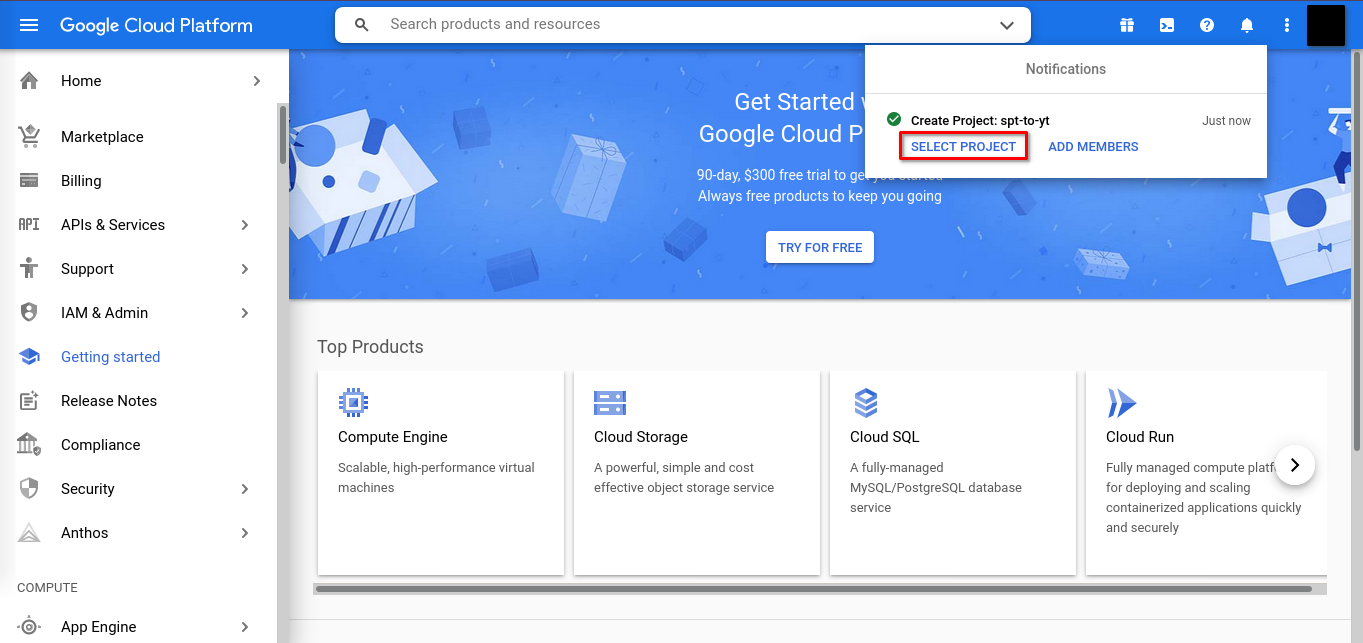 Google Cloud Platform
Search products and resources
Notifications
Create Project: spt-to-yt
Just now
SELECT PROJECT
ADD MEMBERS
Home
Marketplace
Billing
API
APIs & Services
Support
IAM & Admin
Getting started
Release Notes
Compliance
Security
Anthos
COMPUTE
App Engine
Get Started
Google Cloud P
90-day, $300 free trial to get you started
Always free products to keep you going
TRY FOR FREE
Top Products
Compute Engine
Scalable, high-performance virtual
machines
Cloud Storage
A powerful, simple and cost
effective object storage service
Cloud SQL
A fully-managed
MySQL/PostgreSQL database
service
Cloud Run
Fully managed compute platf
for deploying and scaling
containerized applications quickly
and securely